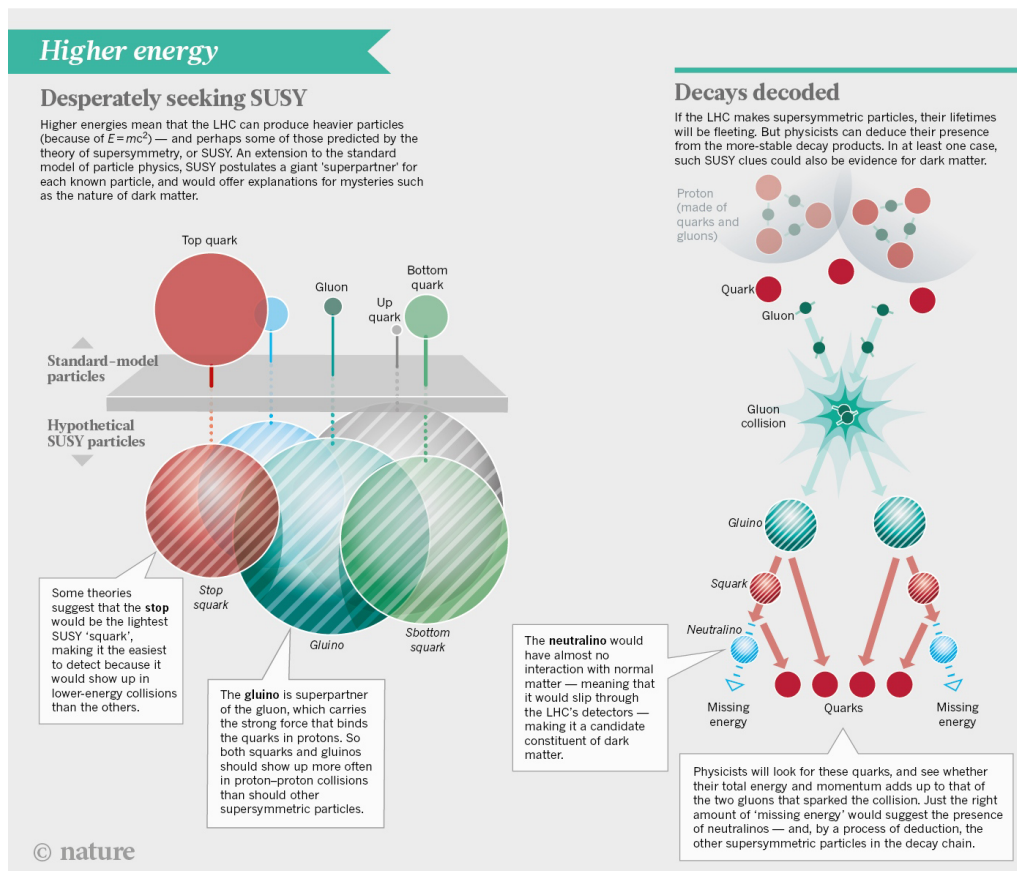 Higher energy
Desperately seeking SUSY
Higher energies mean that the LHC can produce heavier particles
(because of E=mc²) — and perhaps some of those predicted by the
theory of supersymmetry, or SUSY. An extension to the standard
model of particle physics, SUSY postulates a giant 'superpartner' for
each known particle, and would offer explanations for mysteries such
as the nature of dark matter.
Top quark
Gluon
Up
quark
Bottom
quark
Standard–model
particles
Hypothetical
SUSY particles
Stop
squark
Gluino
Sbottom
squark
Some theories
suggest that the stop
would be the lightest
SUSY ‘squark’,
making it the easiest
to detect because it
would show up in
lower-energy collisions
than the others.
The gluino is superpartner
of the gluon, which carries
the strong force that binds
the quarks in protons. So
both squarks and gluinos
should show up more often
in proton–proton collisions
than should other
supersymmetric particles.
© nature
Decays decoded
If the LHC makes supersymmetric particles, their lifetimes
will be fleeting. But physicists can deduce their presence
from the more-stable decay products. In at least one case,
such SUSY clues could also be evidence for dark matter.
Proton
(made of
quarks and
gluons)
Quark
Gluon
Gluon
collision
Gluino
Squark
Neutralino
Missing
energy
Quarks
Missing
energy
The neutralino would
have almost no
interaction with normal
matter — meaning that
it would slip through
the LHC’s detectors —
making it a candidate
constituent of dark
matter.
Physicists will look for these quarks, and see whether
their total energy and momentum adds up to that of
the two gluons that sparked the collision. Just the right
amount of ‘missing energy’ would suggest the presence
of neutralinos — and, by a process of deduction, the
other supersymmetric particles in the decay chain.